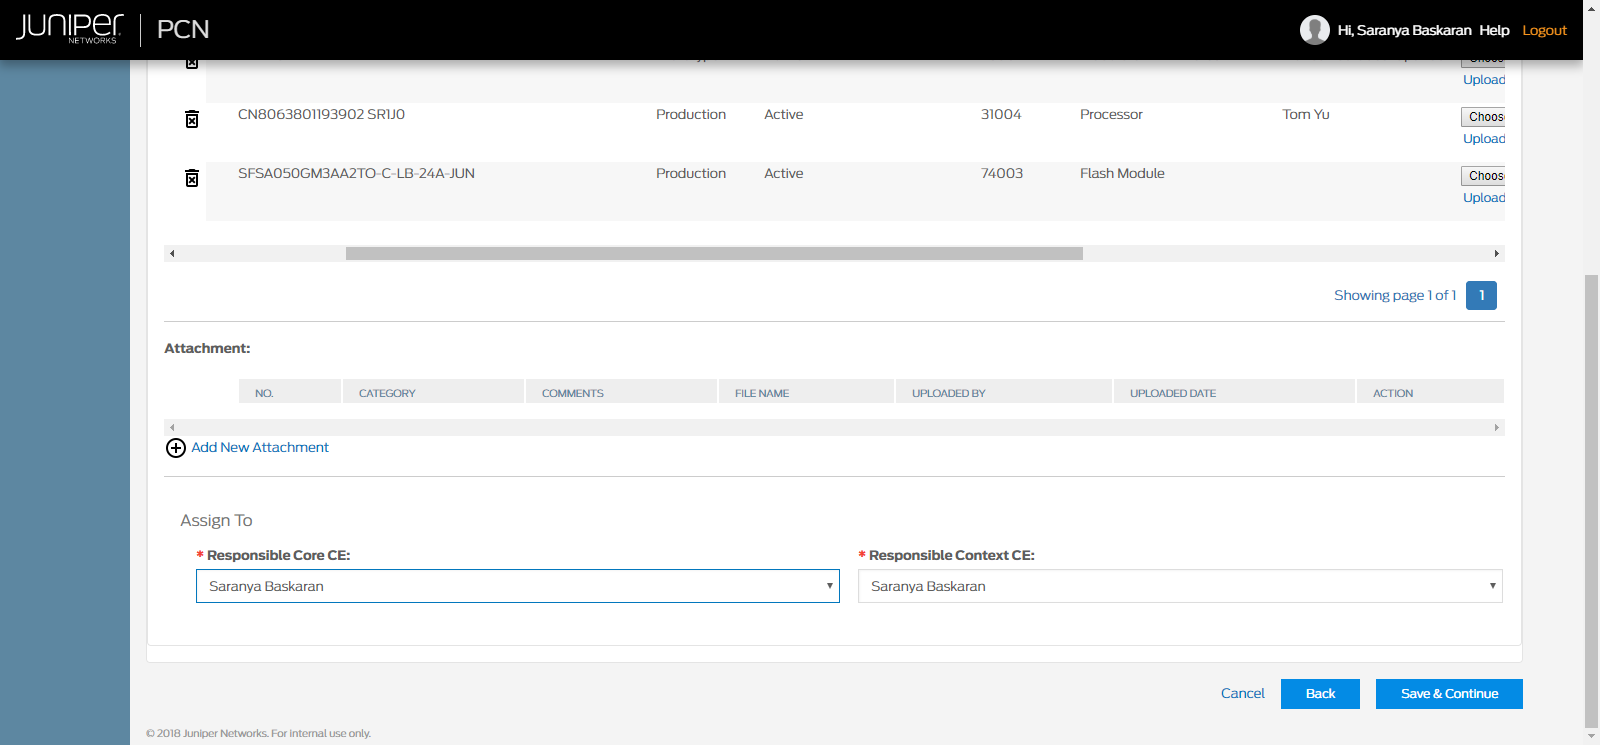 JUNIPER NETWORKS PCN Hi, Saranya Baskaran Help Logout
Upload
CN8063801193902 SR1J0 Production Active 31004 Processor Tom Yu Choos
Upload
SFSA050GM3AA2TO-C-LB-24A-JUN Production Active 74003 Flash Module Choos
Upload
Showing page 1 of 1 1
Attachment:
NO. CATEGORY COMMENTS FILE NAME UPLOADED BY UPLOADED DATE ACTION
Add New Attachment
Assign To
* Responsible Core CE: * Responsible Context CE:
Saranya Baskaran Saranya Baskaran
Cancel Back Save & Continue
© 2018 Juniper Networks. For internal use only.